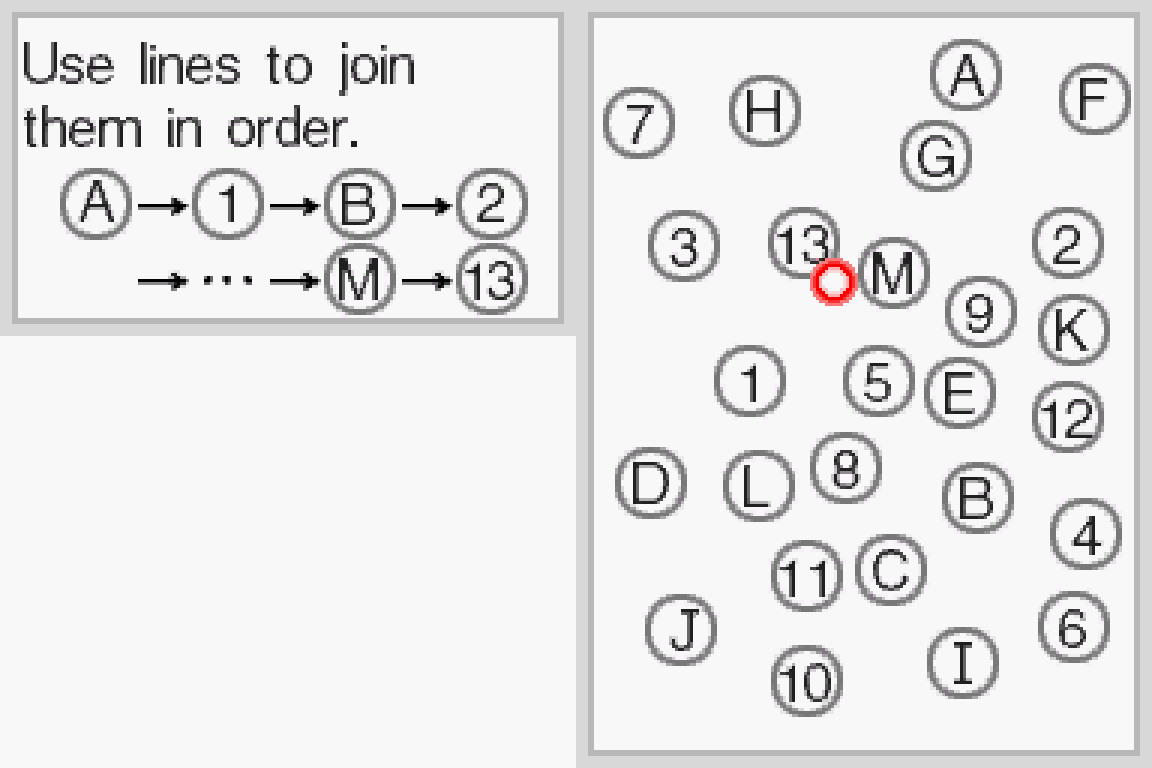 Use lines to join
them in order.
A → 1 → B → 2
→ ⋯ → M → 13
A
7 H F
G
3 13 M 2
9 K
1 5 E 12
D L 8 B
4
11 C
J 6
10 I